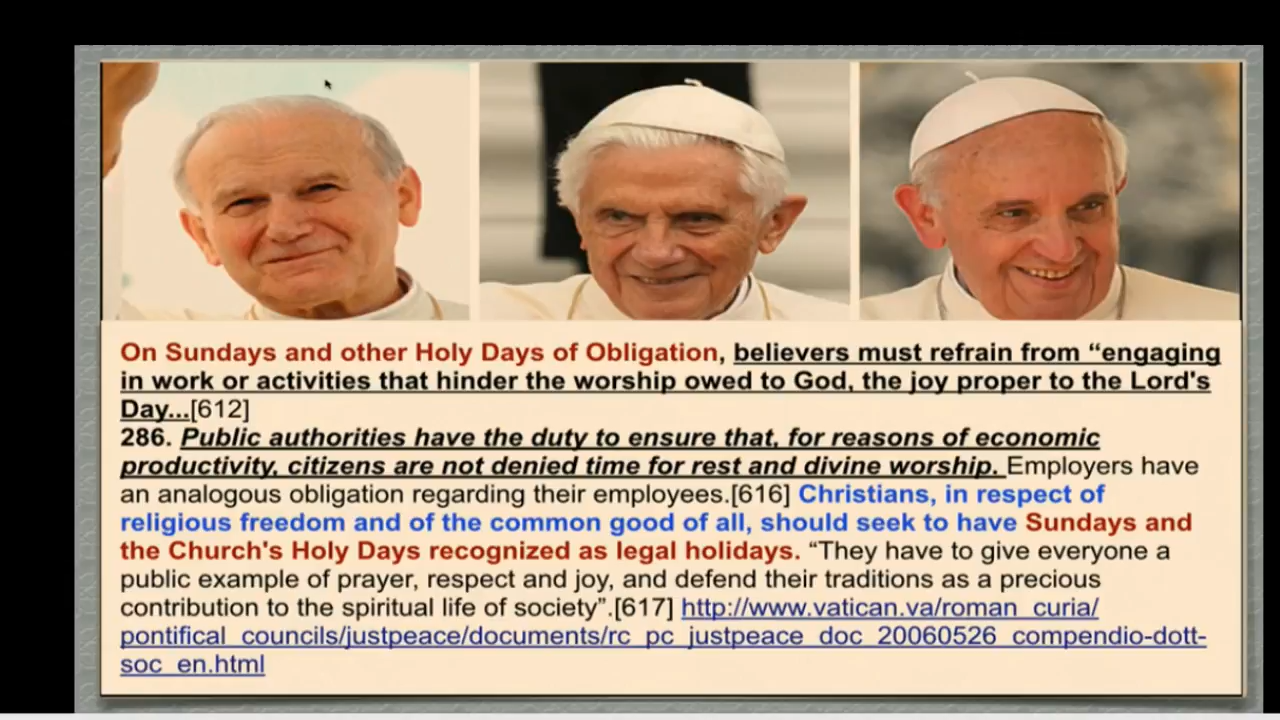 On Sundays and other Holy Days of Obligation, believers must refrain from “engaging
in work or activities that hinder the worship owed to God, the joy proper to the Lord's
Day...[612]
286. Public authorities have the duty to ensure that, for reasons of economic
productivity, citizens are not denied time for rest and divine worship. Employers have
an analogous obligation regarding their employees.[616] Christians, in respect of
religious freedom and of the common good of all, should seek to have Sundays and
the Church's Holy Days recognized as legal holidays. “They have to give everyone a
public example of prayer, respect and joy, and defend their traditions as a precious
contribution to the spiritual life of society”.[617] http://www.vatican.va/roman_curia/
pontifical_councils/justpeace/documents/rc_pc_justpeace_doc_20060526_compendio-dott-
soc_en.html